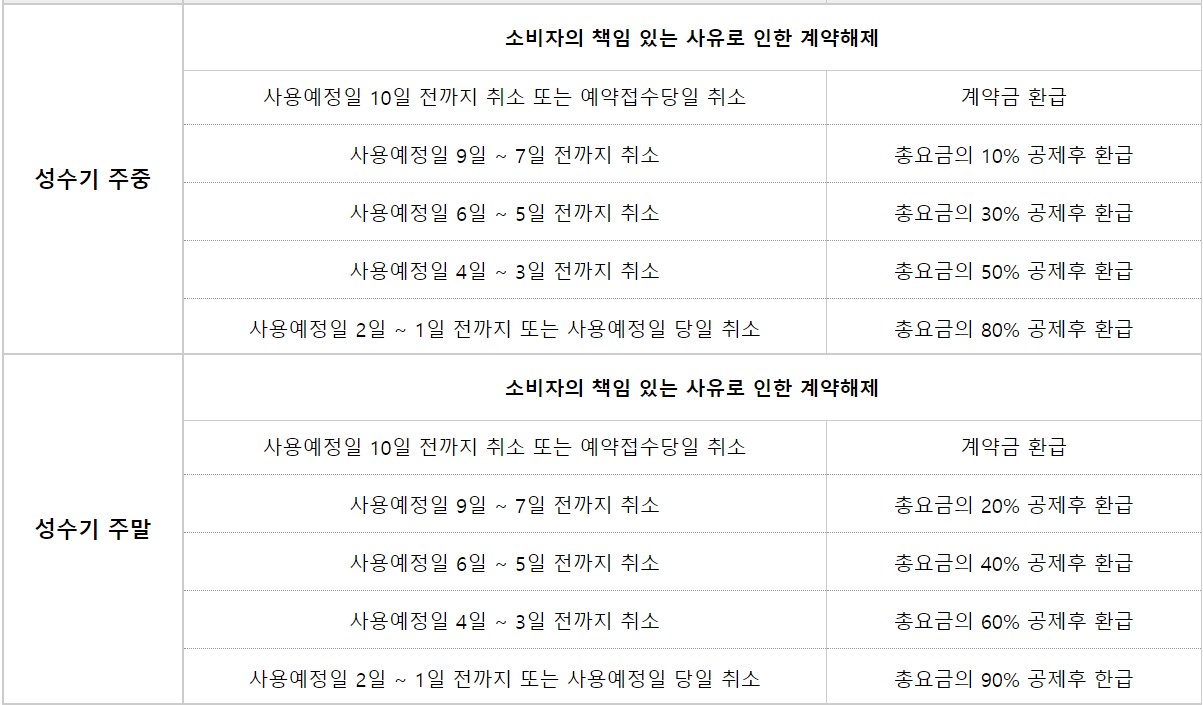 소비자의 책임 있는 사유로 인한 계약해제
사용예정일 10일 전까지 취소 또는 예약접수당일 취소 계약금 환급
사용예정일 9일 ~ 7일 전까지 취소 총요금의 10% 공제후 환급
성수기 주중
사용예정일 6일 ~ 5일 전까지 취소 총요금의 30% 공제후 환급
사용예정일 4일 ~ 3일 전까지 취소 총요금의 50% 공제후 환급
사용예정일 2일 ~ 1일 전까지 또는 사용예정일 당일 취소 총요금의 80% 공제후 환급
소비자의 책임 있는 사유로 인한 계약해제
사용예정일 10일 전까지 취소 또는 예약접수당일 취소 계약금 환급
사용예정일 9일 ~ 7일 전까지 취소 총요금의 20% 공제후 환급
성수기 주말
사용예정일 6일 ~ 5일 전까지 취소 총요금의 40% 공제후 환급
사용예정일 4일 ~ 3일 전까지 취소 총요금의 60% 공제후 환급
사용예정일 2일 ~ 1일 전까지 또는 사용예정일 당일 취소 총요금의 90% 공제후 한급